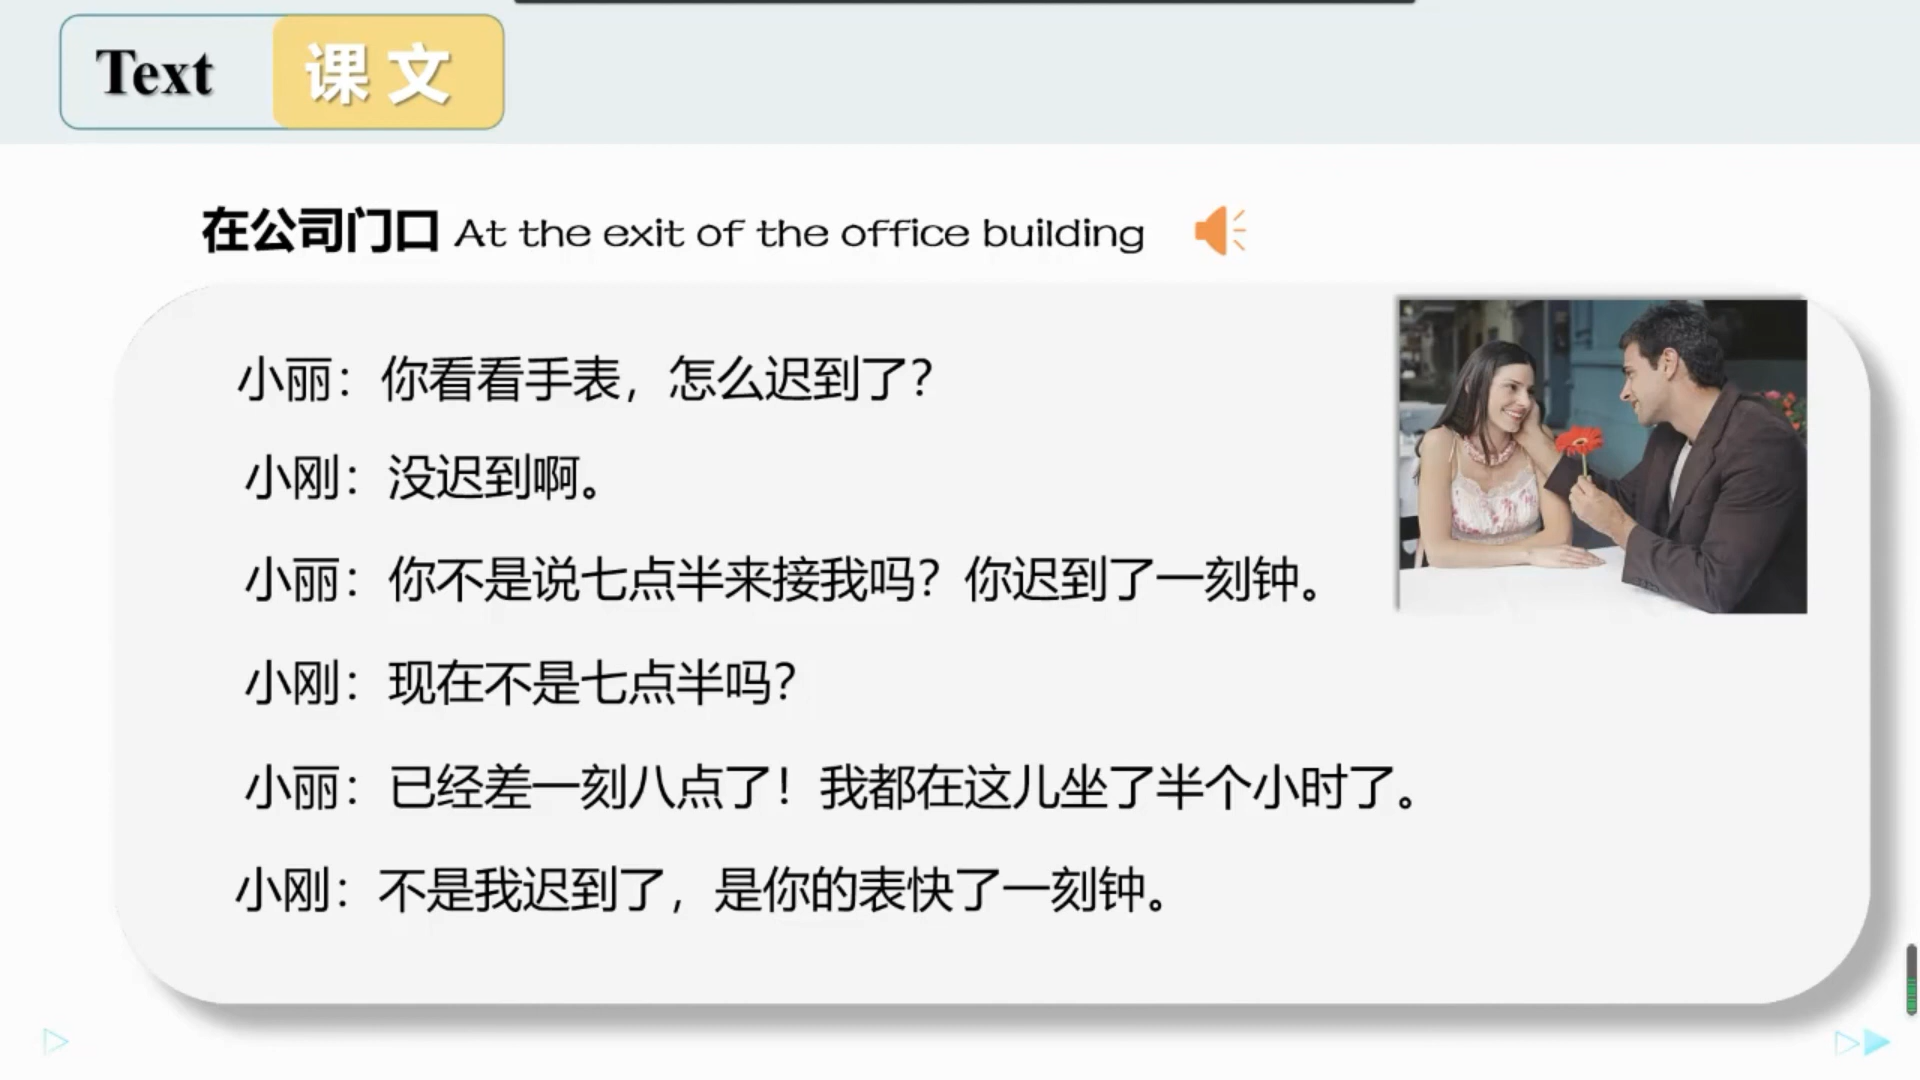 Text 课文
在公司门口 At the exit of the office building
小丽：你看看手表，怎么迟到了？
小刚：没迟到啊。
小丽：你不是说七点半来接我吗？你迟到了一刻钟。
小刚：现在不是七点半吗？
小丽：已经差一刻八点了！我都在这儿坐了半个小时了。
小刚：不是我迟到了，是你的表快了一刻钟。